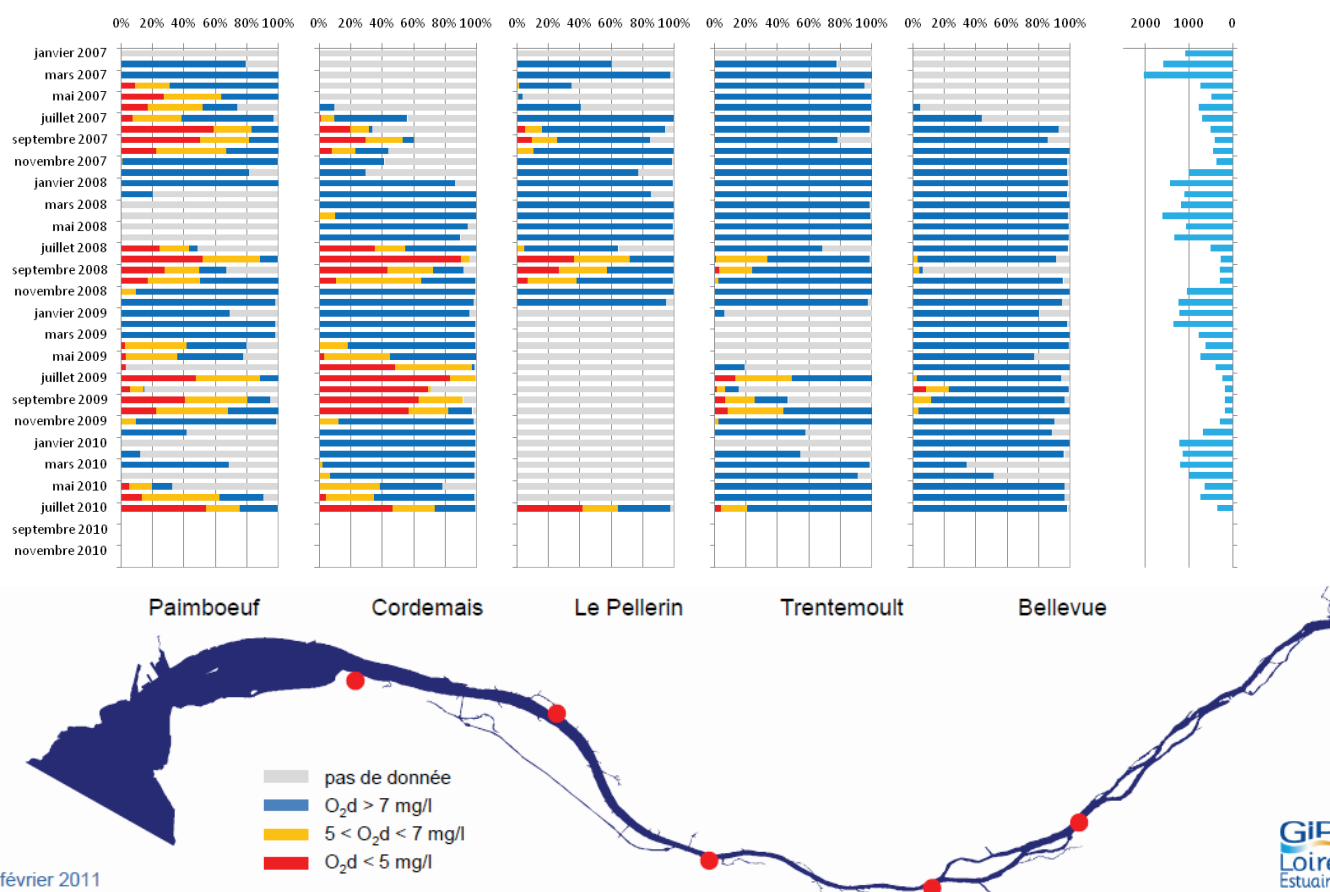 0% 20% 40% 60% 80% 100%
0% 20% 40% 60% 80% 100%
0% 20% 40% 60% 80% 100%
0% 20% 40% 60% 80% 100%
0% 20% 40% 60% 80% 100%
2000 1000 0
janvier 2007
mars 2007
mai 2007
juillet 2007
septembre 2007
novembre 2007
janvier 2008
mars 2008
mai 2008
juillet 2008
septembre 2008
novembre 2008
janvier 2009
mars 2009
mai 2009
juillet 2009
septembre 2009
novembre 2009
janvier 2010
mars 2010
mai 2010
juillet 2010
septembre 2010
novembre 2010
Paimboeuf Cordemais Le Pellerin Trentemoult Bellevue
pas de donnée
O₂d > 7 mg/l
5 < O₂d < 7 mg/l
O₂d < 5 mg/l
février 2011
Loire